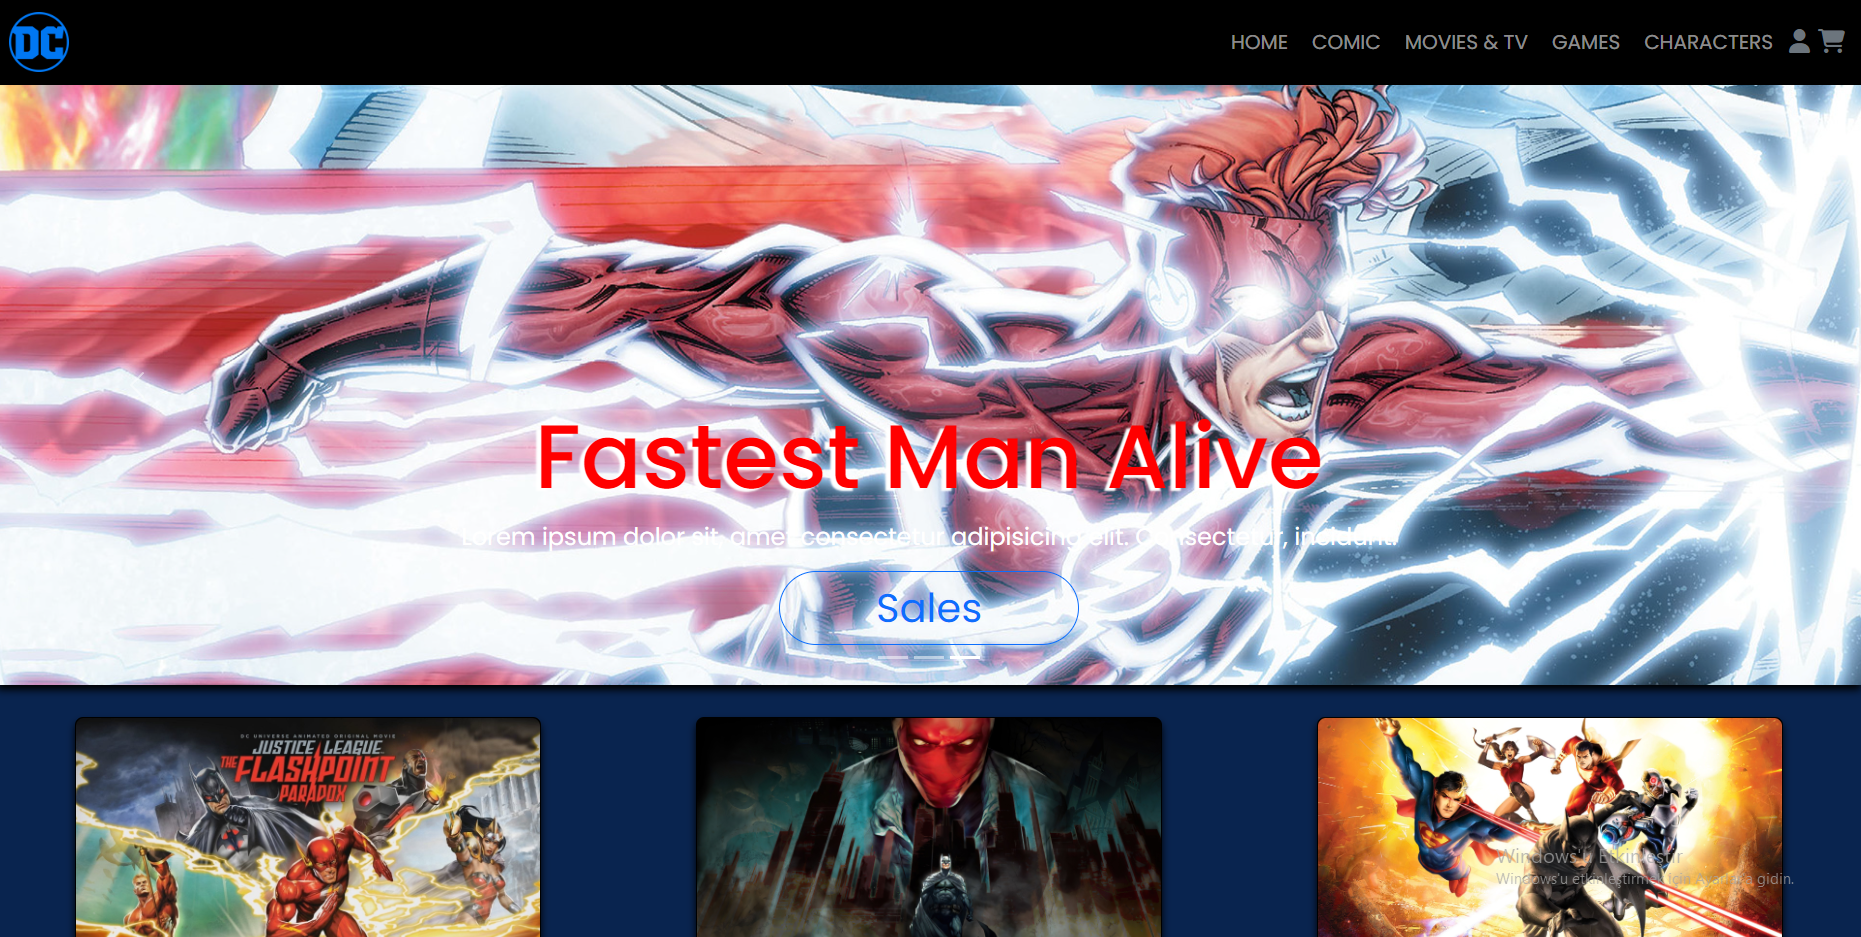 DC
HOME COMIC MOVIES & TV GAMES CHARACTERS
Fastest Man Alive
Lorem ipsum dolor sit, amet consectetur adipisicing elit. Consectetur, incidunt.
Sales
DC UNIVERSE ANIMATED ORIGINAL MOVIE
JUSTICE LEAGUE
THE FLASHPOINT
PARADOX
Windows'u Etkinleştir
Windows'u etkinleştirmek için Ayarlar'a gidin.